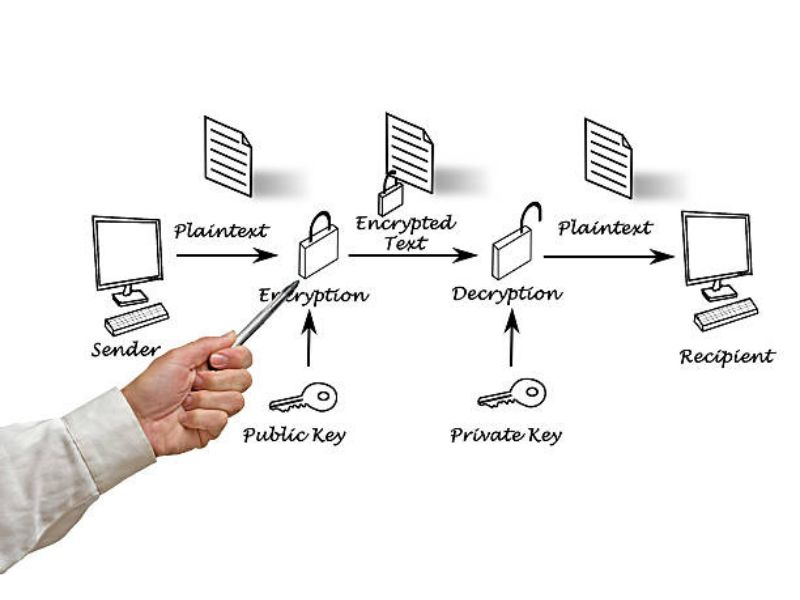 Plaintext
Encrypted
Text
Plaintext
Encryption
Decryption
Sender
Recipient
Public Key
Private Key